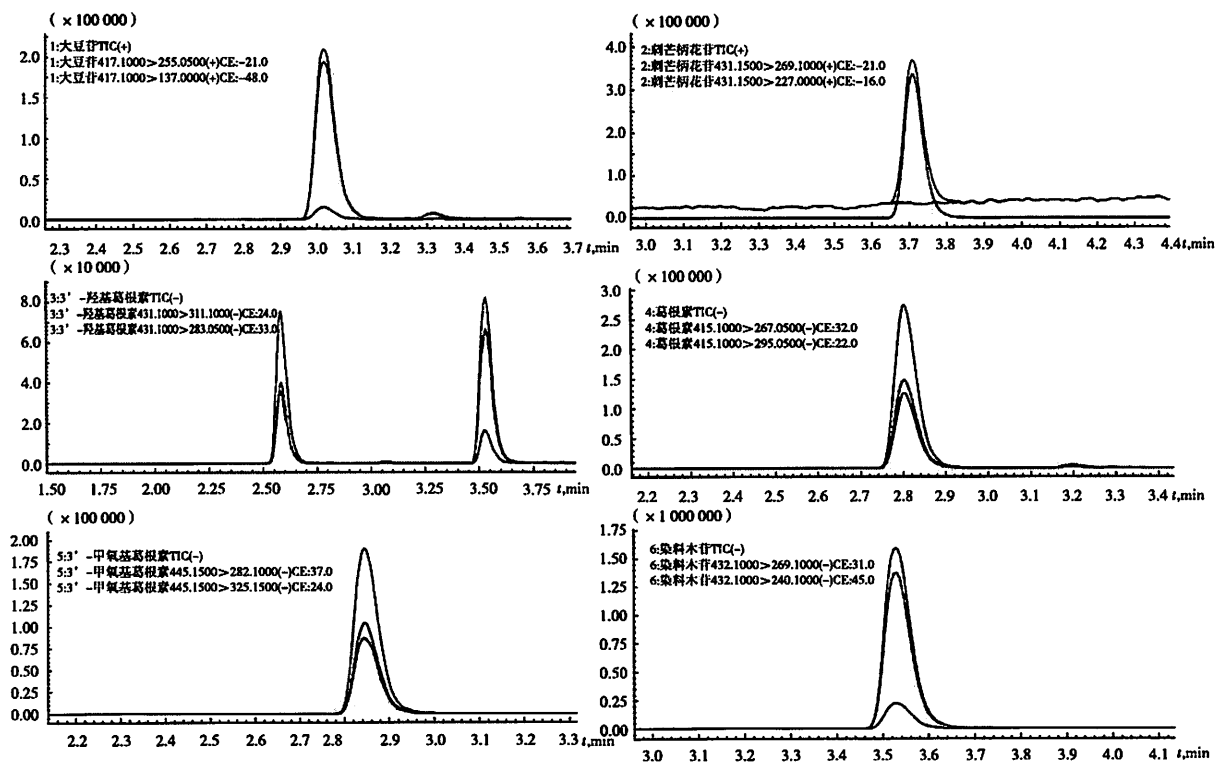 ( × 100 000)
1:大豆苷TIC(+)
1:大豆苷417.1000>255.0500(+)CE:-21.0
1:大豆苷417.1000>137.0000(+)CE:-48.0
2.0
1.5
1.0
0.5
0.0
2.3 2.4 2.5 2.6 2.7 2.8 2.9 3.0 3.1 3.2 3.3 3.4 3.5 3.6 3.7 t,min
( × 100 000)
2:刺芒柄花苷TIC(+)
2:刺芒柄花苷431.1500>269.1000(+)CE:-21.0
2:刺芒柄花苷431.1500>227.0000(+)CE:-16.0
4.0
3.0
2.0
1.0
0.0
3.0 3.1 3.2 3.3 3.4 3.5 3.6 3.7 3.8 3.9 4.0 4.1 4.2 4.3 4.4 t,min
( × 10 000)
3:3' -羟基葛根素TIC(-)
3:3' -羟基葛根素431.1000>311.1000(-)CE:24.0
3:3' -羟基葛根素431.1000>283.0500(-)CE:33.0
8.0
6.0
4.0
2.0
0.0
1.50 1.75 2.00 2.25 2.50 2.75 3.00 3.25 3.50 3.75 t,min
( × 100 000)
4:葛根素TIC(-)
4:葛根素415.1000>267.0500(-)CE:32.0
4:葛根素415.1000>295.0500(-)CE:22.0
3.0
2.5
2.0
1.5
1.0
0.5
0.0
2.2 2.3 2.4 2.5 2.6 2.7 2.8 2.9 3.0 3.1 3.2 3.3 3.4 t,min
( × 100 000)
5:3' -甲氧基葛根素TIC(-)
5:3' -甲氧基葛根素445.1500>282.1000(-)CE:37.0
5:3' -甲氧基葛根素445.1500>325.1500(-)CE:24.0
2.00
1.75
1.50
1.25
1.00
0.75
0.50
0.25
0.00
2.2 2.3 2.4 2.5 2.6 2.7 2.8 2.9 3.0 3.1 3.2 3.3 t,min
( × 1 000 000)
6:染料木苷TIC(-)
6:染料木苷432.1000>269.1000(-)CE:31.0
6:染料木苷432.1000>240.1000(-)CE:45.0
1.75
1.50
1.25
1.00
0.75
0.50
0.25
0.00
3.0 3.1 3.2 3.3 3.4 3.5 3.6 3.7 3.8 3.9 4.0 4.1 t,min